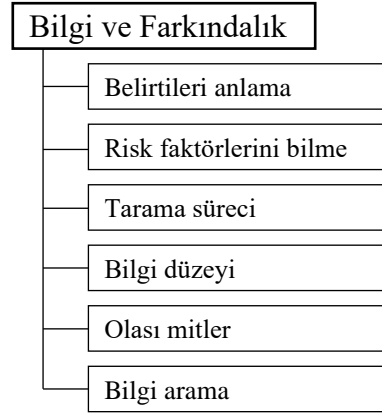 Bilgi ve Farkındalık
Belirtileri anlama
Risk faktörlerini bilme
Tarama süreci
Bilgi düzeyi
Olası mitler
Bilgi arama